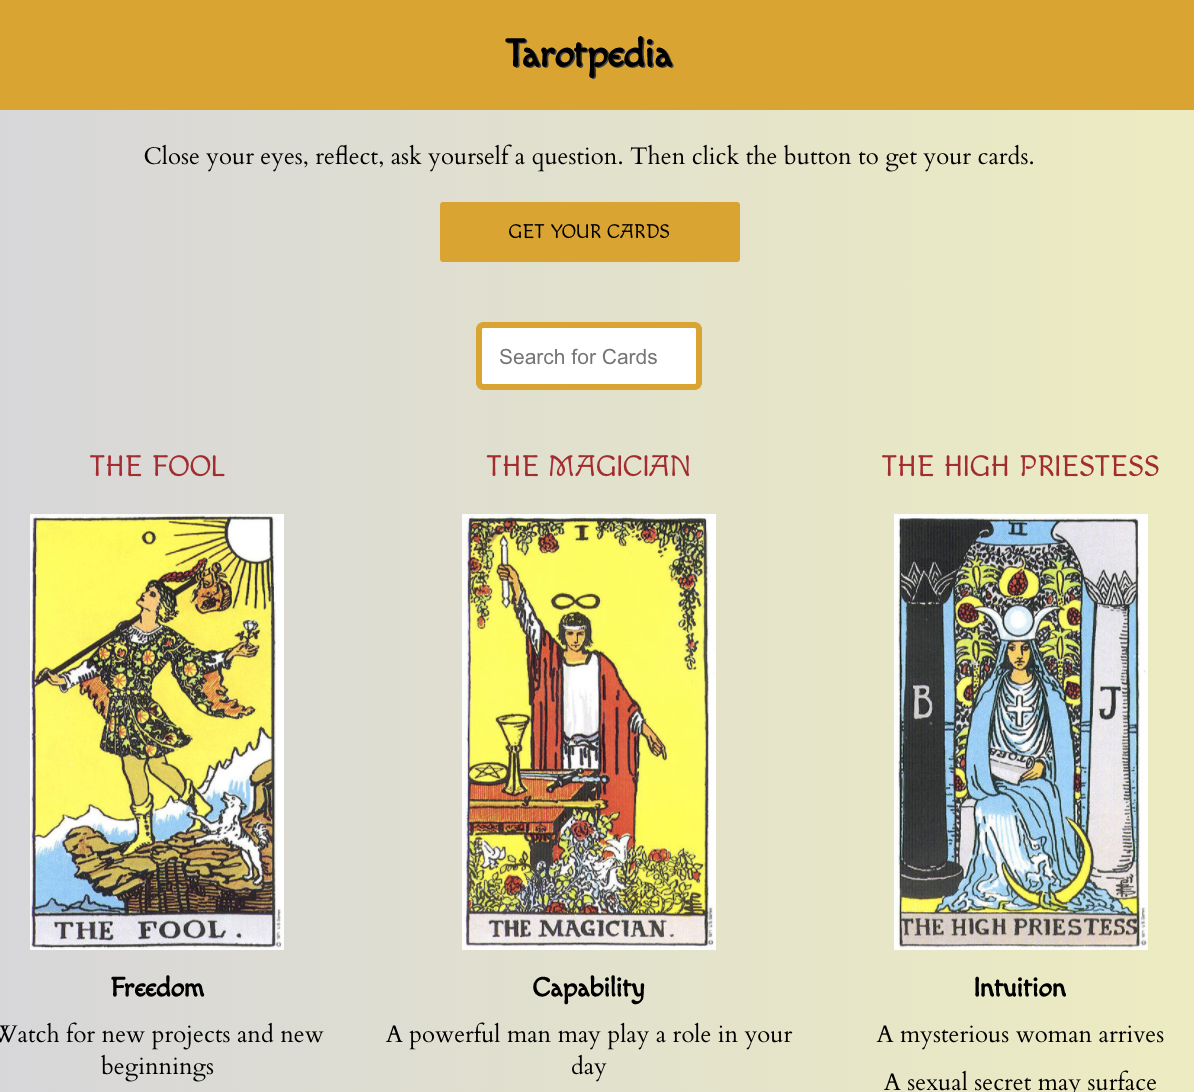 Tarotpedia
Close your eyes, reflect, ask yourself a question. Then click the button to get your cards.
GET YOUR CARDS
Search for Cards
THE FOOL
THE MAGICIAN
THE HIGH PRIESTESS
0
THE FOOL.
I
THE MAGICIAN.
II
B
J
TORA
THE HIGH PRIESTESS
Freedom
Watch for new projects and new
beginnings
Capability
A powerful man may play a role in your
day
Intuition
A mysterious woman arrives
A sexual secret may surface